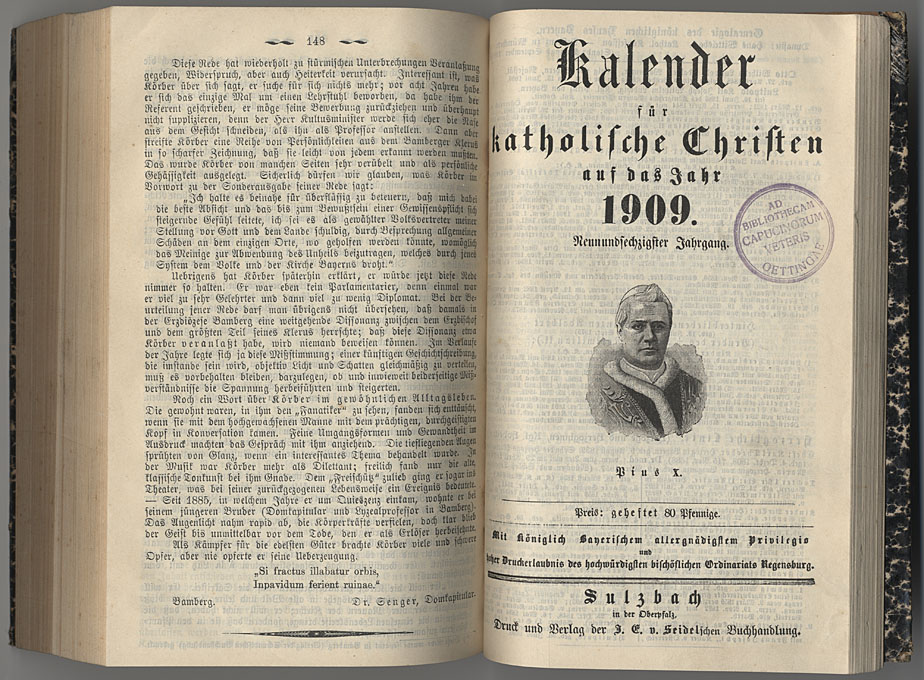 148
Diese Rede hat wiederholt zu stürmischen Unterbrechungen Veranlaßung
gegeben, Widerspruch, aber auch Heiterkeit verursacht. Interessant ist, was
Körber über sich sagt, er suche für sich nichts mehr; vor acht Jahren habe
er sich das einzige Mal um einen Lehrstuhl beworben, da habe ihm der
Referent geschrieben, er möge seine Bewerbung zurückziehen und überhaupt
nicht supplizieren, denn der Herr Kultusminister werde sich eher die Nase
aus dem Gesicht schneiden, als ihn als Professor anstellen. Dann aber
streifte Körber eine Reihe von Persönlichkeiten aus dem Bamberger Klerus
in so scharfer Zeichnung, daß sie leicht von jedem erkannt werden mußten.
Das wurde Körber von manchen Seiten sehr verübelt und als persönliche
Gehässigkeit ausgelegt. Sicherlich dürfen wir glauben, was Körber im
Vorwort zu der Sonderausgabe seiner Rede sagt:
„Ich halte es beinahe für überflüssig zu beteuern, daß mich dabei
die beste Absicht und das bis zum Bewußtsein einer Gewissenspflicht sich
steigernde Gefühl leitete, ich sei es als gewählter Volksvertreter meiner
Stellung vor Gott und dem Lande schuldig, durch Besprechung allgemeiner
Schäden an dem einzigen Orte, wo geholfen werden könnte, womöglich
das Meinige zur Abwendung des Unheils beizutragen, welches durch jenes
System dem Volke und der Kirche Bayerns droht.“
Uebrigens hat Körber späterhin erklärt, er würde jetzt diese Rede
nimmer so halten. Er war eben kein Parlamentarier, denn einmal war
er viel zu sehr Gelehrter und dann viel zu wenig Diplomat. Bei der Be-
urteilung jener Rede darf man übrigens nicht übersehen, daß damals in
der Erzdiözese Bamberg eine weitgehende Dissonanz zwischen dem Erzbischof
und dem größten Teil seines Klerus herrschte; daß diese Dissonanz etwa
Körber veranlaßt habe, wird niemand beweisen können. Im Verlaufe
der Jahre legte sich ja diese Mißstimmung; einer künftigen Geschichtschreibung,
die imstande sein wird, objektiv Licht und Schatten gleichmäßig zu verteilen,
muß es vorbehalten bleiben, darzulegen, ob und inwieweit beiderseitige Miß-
verständnisse die Spannung herbeiführten und steigerten.
Noch ein Wort über Körber im gewöhnlichen Alltagsleben.
Die gewohnt waren, in ihm den „Fanatiker“ zu sehen, fanden sich enttäuscht,
wenn sie mit dem hochgewachsenen Manne mit dem prächtigen, durchgeistigten
Kopf in Konversation kamen. Feine Umgangsformen und Gewandtheit im
Ausdruck machten das Gespräch mit ihm anziehend. Die tiefliegenden Augen
sprühten von Glanz, wenn ein interessantes Thema behandelt wurde. In
der Musik war Körber mehr als Dilettant; freilich fand nur die alte,
klassische Tonkunst bei ihm Gnade. Dem „Freischütz“ zulieb ging er sogar ins
Theater, was bei seiner zurückgezogenen Lebensweise ein Ereignis bedeutete.
— Seit 1885, in welchem Jahre er um Quieszenz einkam, wohnte er bei
seinem jüngeren Bruder (Domkapitular und Lyzealprofessor in Bamberg).
Das Augenlicht nahm rapid ab, die Körperkräfte verfielen, doch klar blieb
der Geist bis unmittelbar vor dem Tode, den er als Erlöser herbeisehnte.
Als Kämpfer für die edelsten Güter brachte Körber viele und schwere
Opfer, aber nie opferte er seine Ueberzeugung.
„Si fractus illabatur orbis,
Inpavidum ferient ruinae.“
Bamberg. Dr. Senger, Domkapitular.
Kalender
für
katholische Christen
auf das Jahr
1909.
Neunundsechzigster Jahrgang.
AD
BIBLIOTHECAM
CAPUCINORUM
VETERIS
OETTINGAE
Pius X.
Preis: geheftet 80 Pfennige.
Mit Königlich Bayerischem allergnädigstem Privilegio
und
hoher Druckerlaubnis des hochwürdigsten bischöflichen Ordinariats Regensburg.
Sulzbach
in der Oberpfalz.
Druck und Verlag der J. E. v. Seidelschen Buchhandlung.